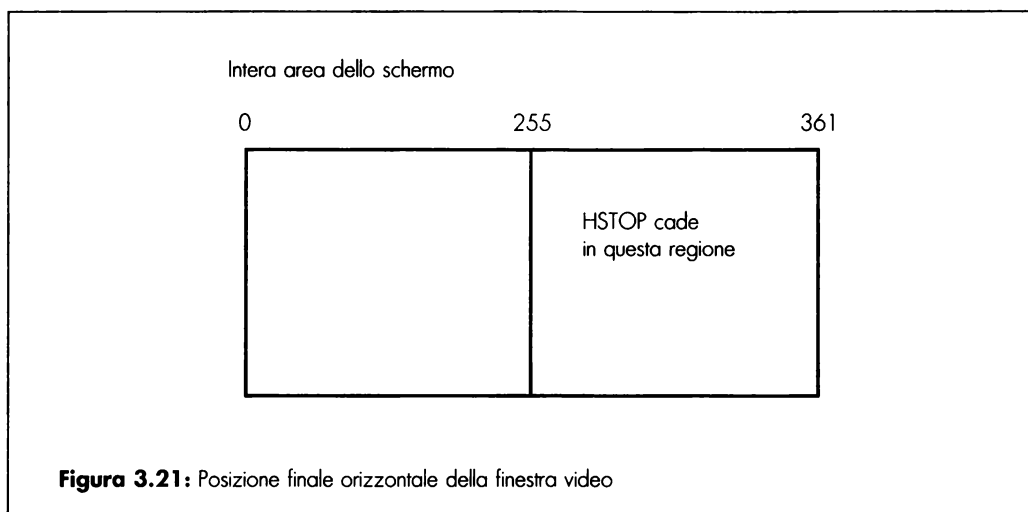 Intera area dello schermo
0 255 361
HSTOP cade
in questa regione
Figura 3.21: Posizione finale orizzontale della finestra video